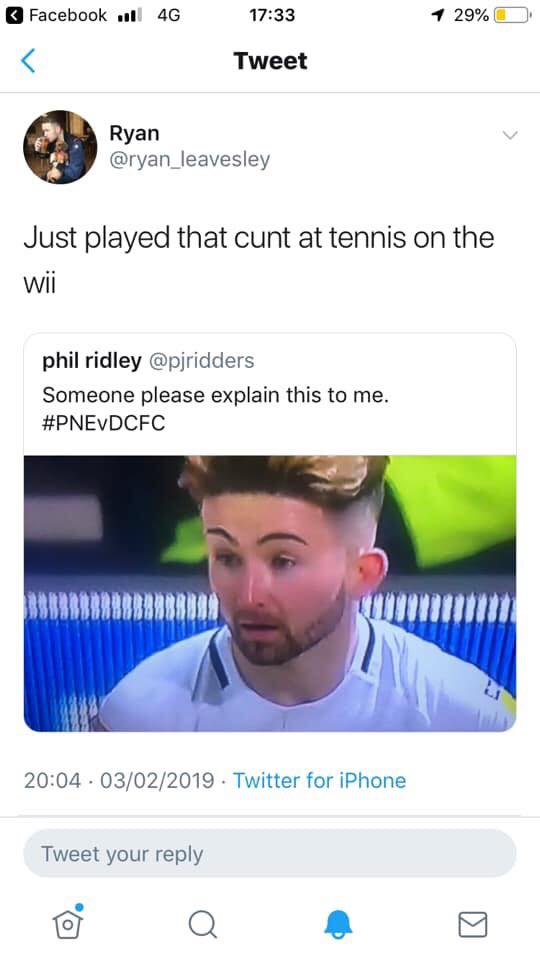 Facebook 4G 17:33 29%
Tweet
Ryan
@ryan_leavesley
Just played that cunt at tennis on the
wii
phil ridley @pjridders
Someone please explain this to me.
#PNEvDCFC
20:04 · 03/02/2019 · Twitter for iPhone
Tweet your reply